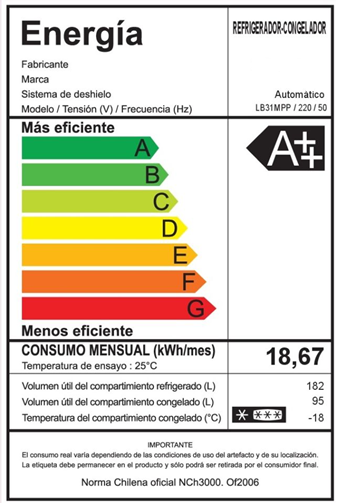 Energía
REFRIGERADOR-CONGELADOR
Fabricante
Marca
Sistema de deshielo Automático
Modelo / Tensión (V) / Frecuencia (Hz) LB31MPP / 220 / 50
Más eficiente
A++
A
B
C
D
E
F
G
Menos eficiente
CONSUMO MENSUAL (kWh/mes) 18,67
Temperatura de ensayo : 25°C
Volumen útil del compartimiento refrigerado (L) 182
Volumen útil del compartimiento congelado (L) 95
Temperatura del compartimiento congelado (°C) -18
IMPORTANTE
El consumo real varía dependiendo de las condiciones de uso del artefacto y de su localización.
La etiqueta debe permanecer en el producto y sólo podrá ser retirada por el consumidor final.
Norma Chilena oficial NCh3000. Of2006